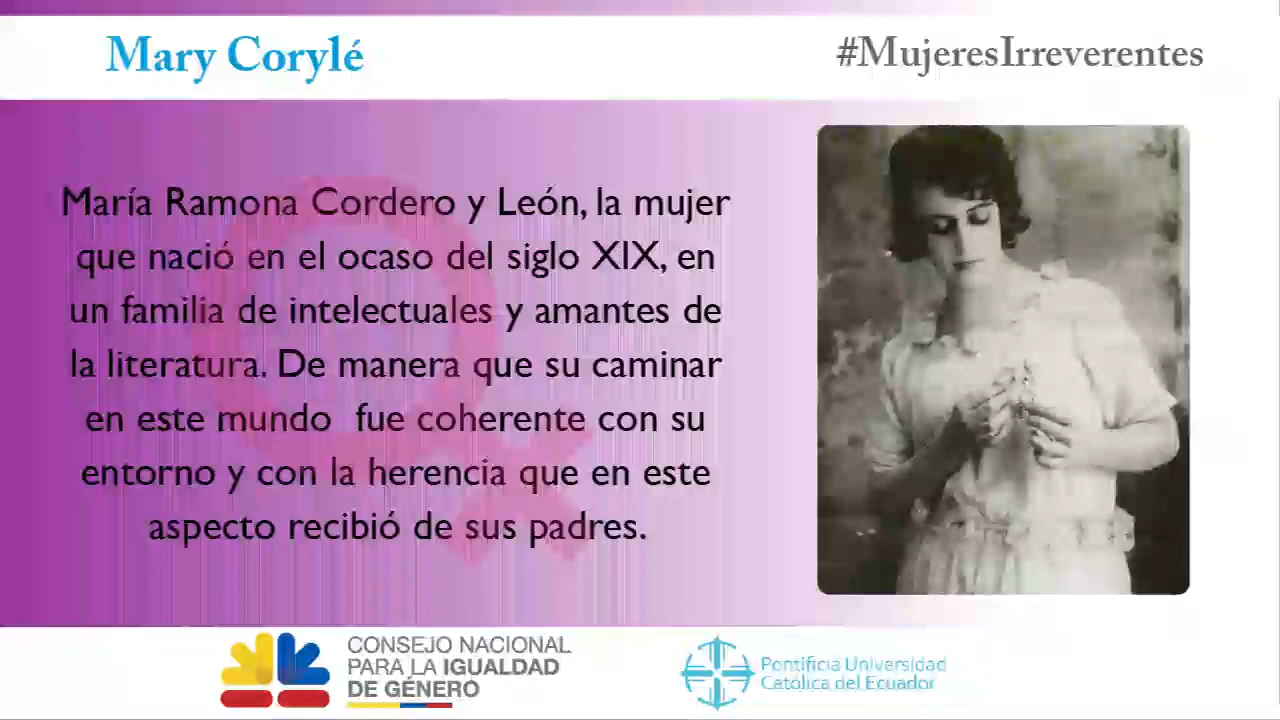 Mary Corylé
#MujeresIrreverentes
María Ramona Cordero y León, la mujer
que nació en el ocaso del siglo XIX, en
un familia de intelectuales y amantes de
la literatura. De manera que su caminar
en este mundo fue coherente con su
entorno y con la herencia que en este
aspecto recibió de sus padres.
CONSEJO NACIONAL
PARA LA IGUALDAD
DE GÉNERO
Pontificia Universidad
Católica del Ecuador